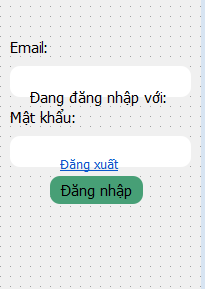 Email:
Đang đăng nhập với:
Mật khẩu:
Đăng xuất
Đăng nhập